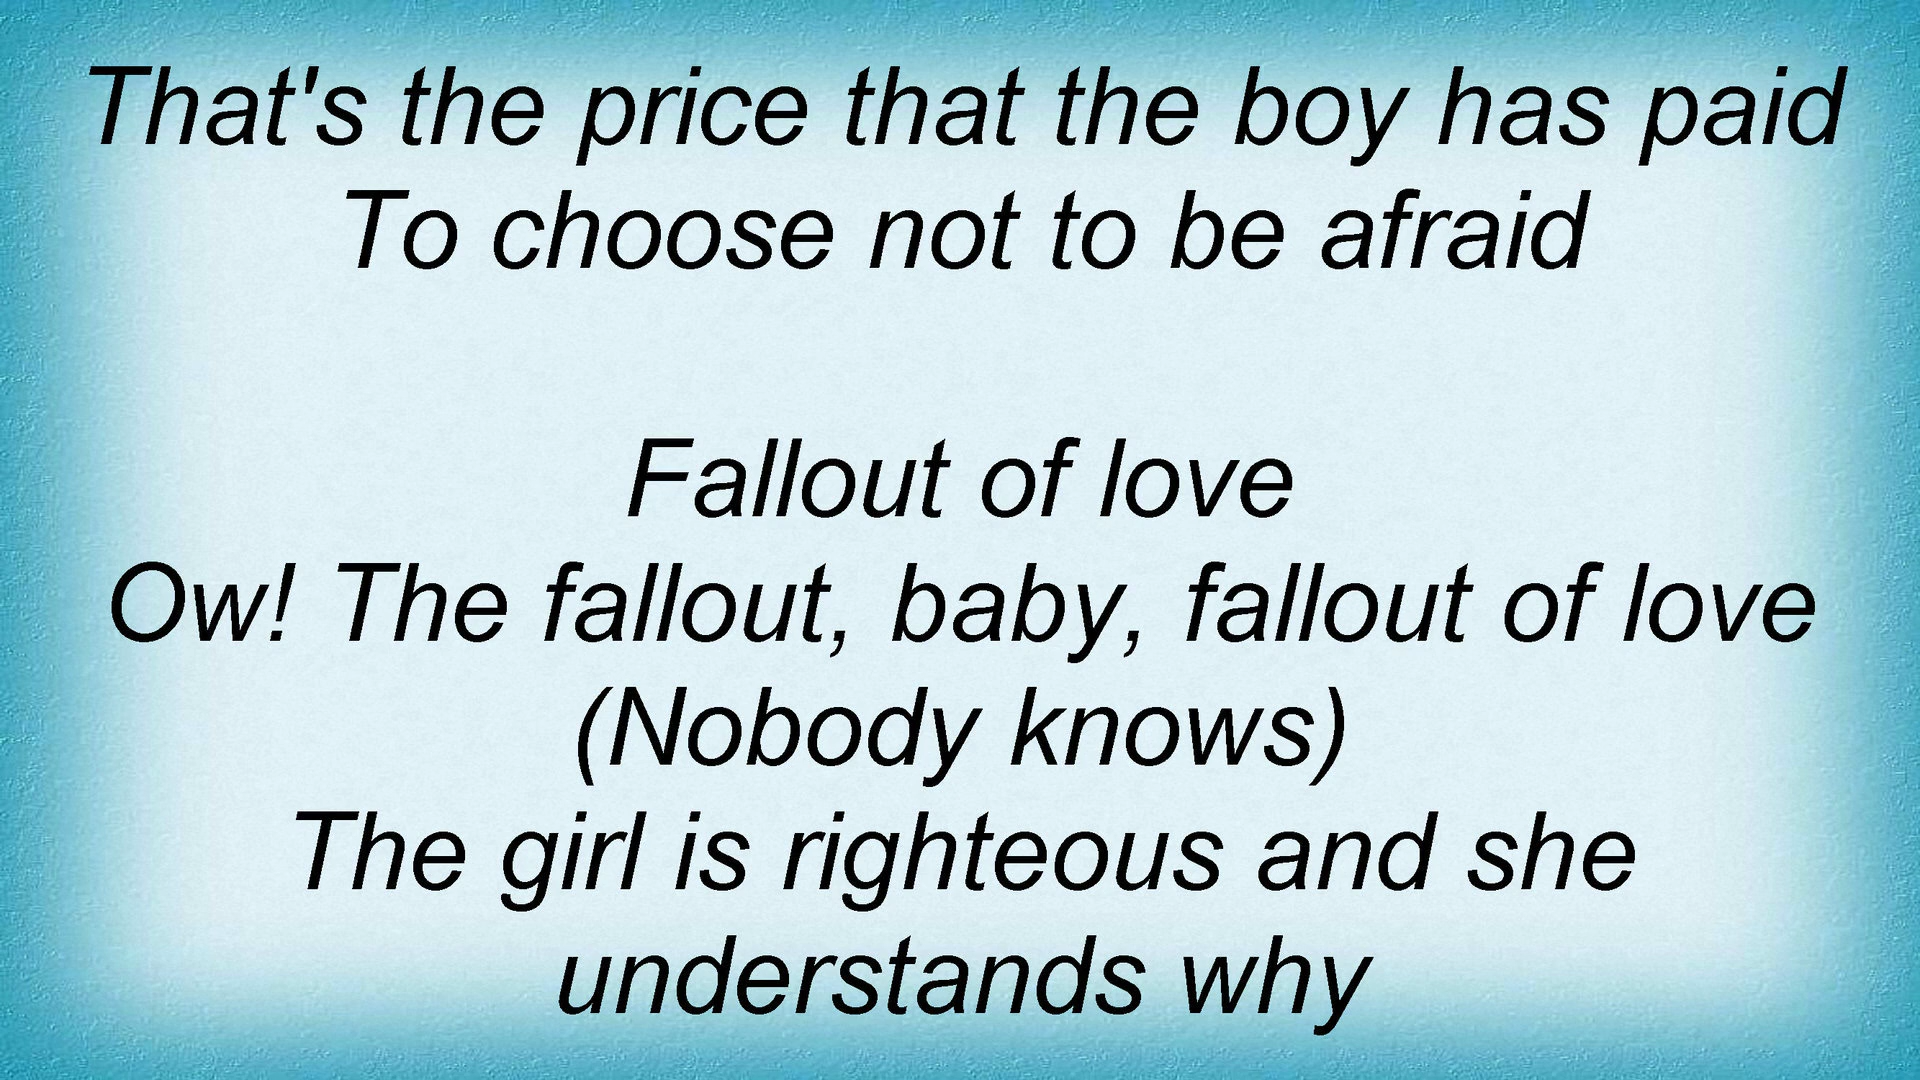 That's the price that the boy has paid
To choose not to be afraid
Fallout of love
Ow! The fallout, baby, fallout of love
(Nobody knows)
The girl is righteous and she
understands why